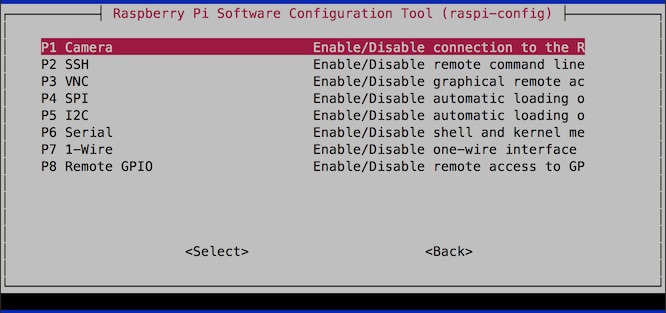 Raspberry Pi Software Configuration Tool (raspi-config)
P1 Camera Enable/Disable connection to the R
P2 SSH Enable/Disable remote command line
P3 VNC Enable/Disable graphical remote ac
P4 SPI Enable/Disable automatic loading o
P5 I2C Enable/Disable automatic loading o
P6 Serial Enable/Disable shell and kernel me
P7 1-Wire Enable/Disable one-wire interface
P8 Remote GPIO Enable/Disable remote access to GP
<Select> <Back>